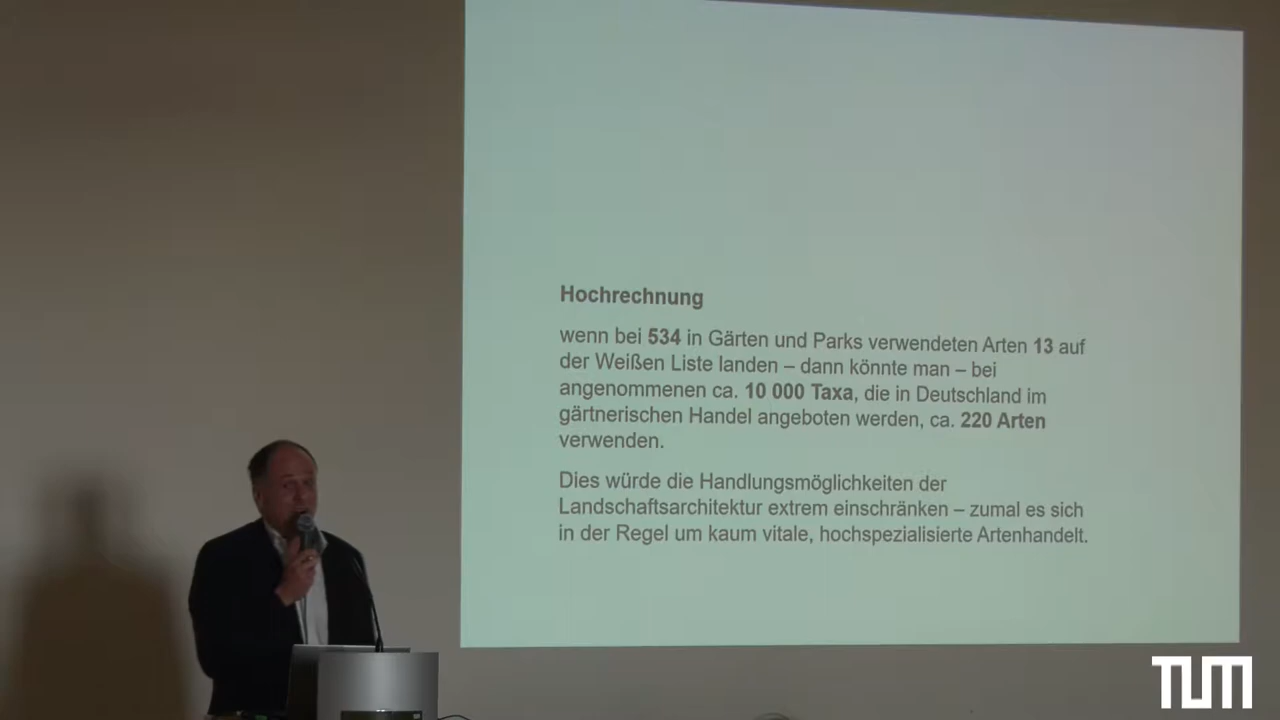 Hochrechnung
wenn bei 534 in Gärten und Parks verwendeten Arten 13 auf
der Weißen Liste landen – dann könnte man – bei
angenommenen ca. 10 000 Taxa, die in Deutschland im
gärtnerischen Handel angeboten werden, ca. 220 Arten
verwenden.
Dies würde die Handlungsmöglichkeiten der
Landschaftsarchitektur extrem einschränken – zumal es sich
in der Regel um kaum vitale, hochspezialisierte Artenhandelt.
TUM